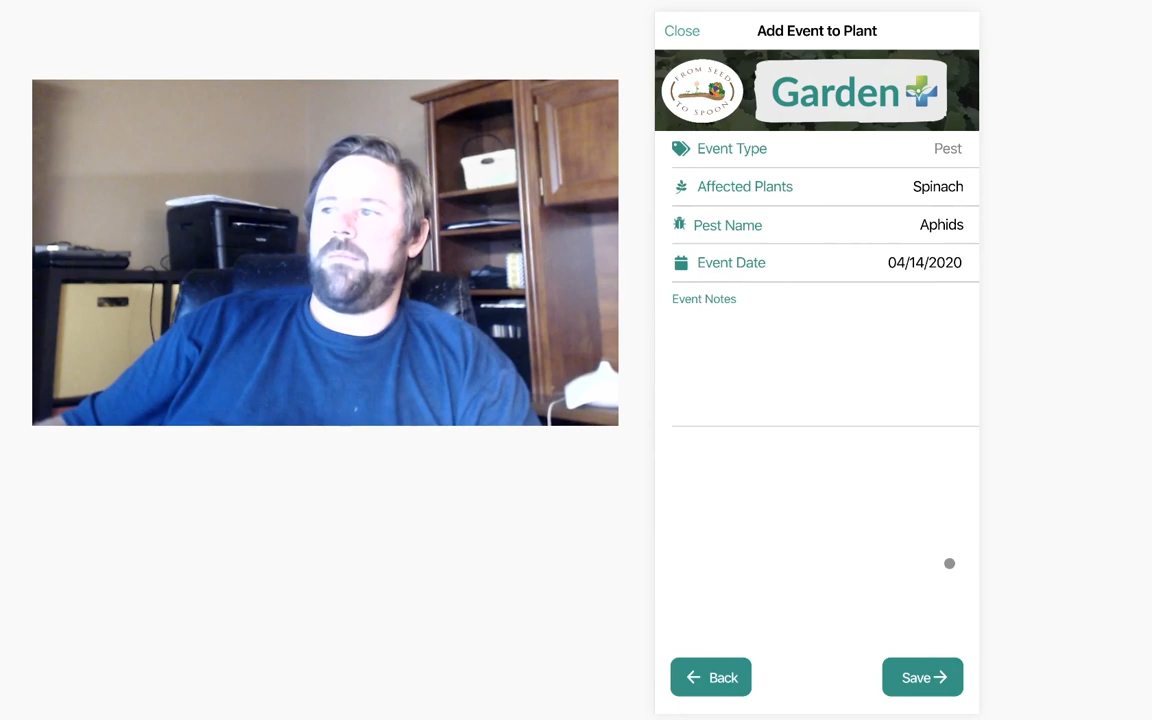 Close
Add Event to Plant
FROM SEED
TO SPOON
Garden
Event Type Pest
Affected Plants Spinach
Pest Name Aphids
Event Date 04/14/2020
Event Notes
Back
Save